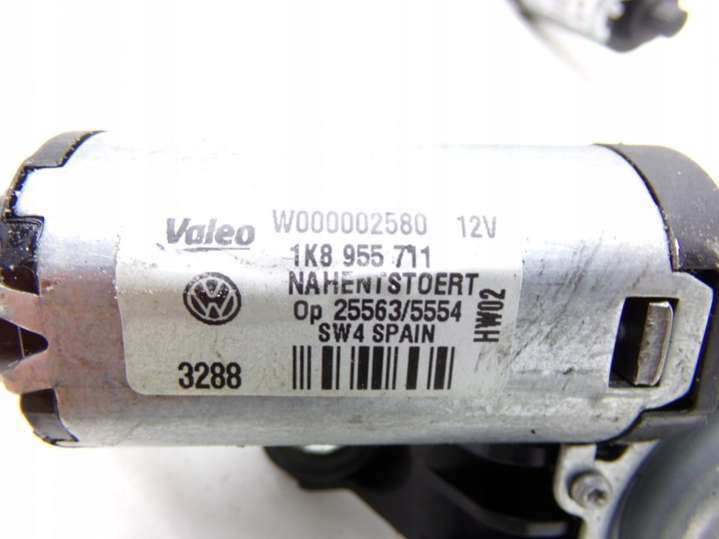 Valeo W000002580 12V
1K8 955 711
NAHENTSTOERT
Op 25563/5554
SW4 SPAIN
HW02
3288